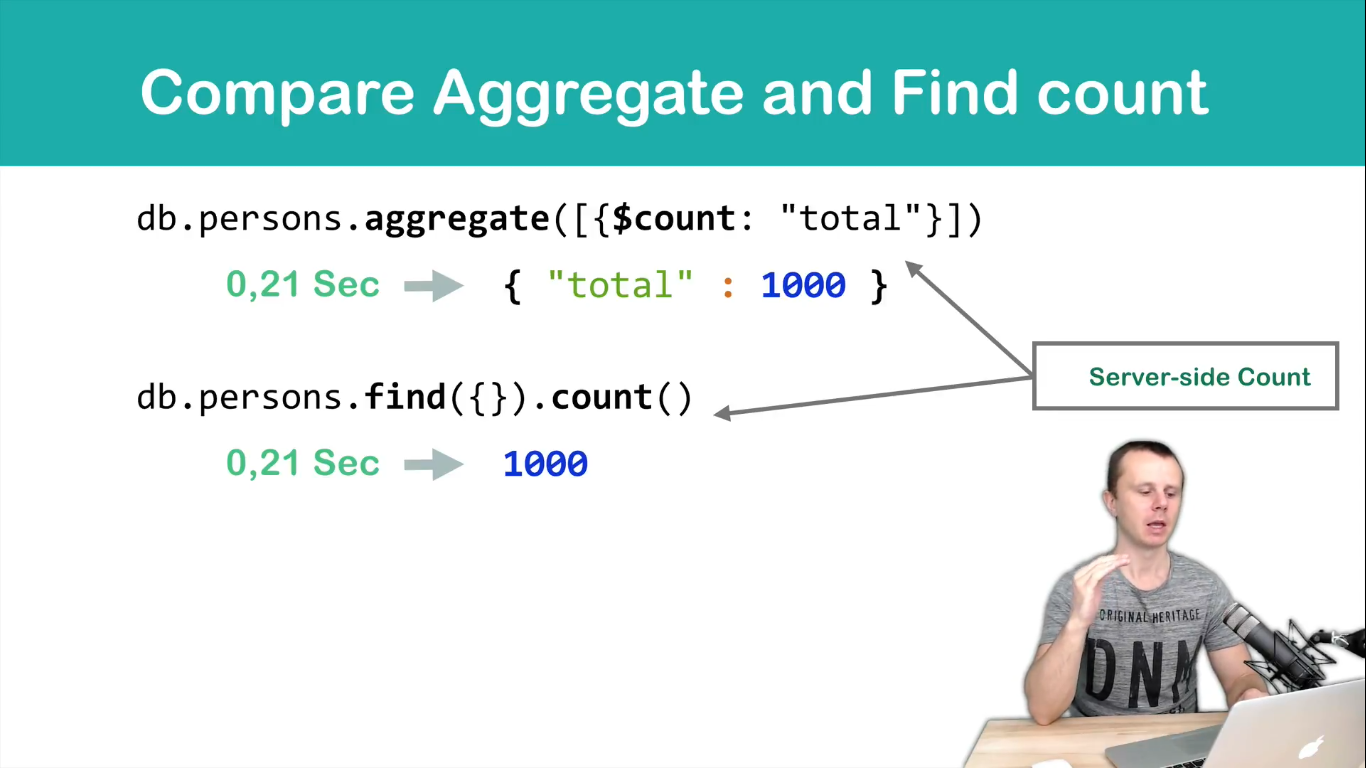 Compare Aggregate and Find count
db.persons.aggregate([{$count: "total"}])
0,21 Sec
{ "total" : 1000 }
Server-side Count
db.persons.find({}).count()
0,21 Sec
1000
ORIGINAL HERITAGE
DNM